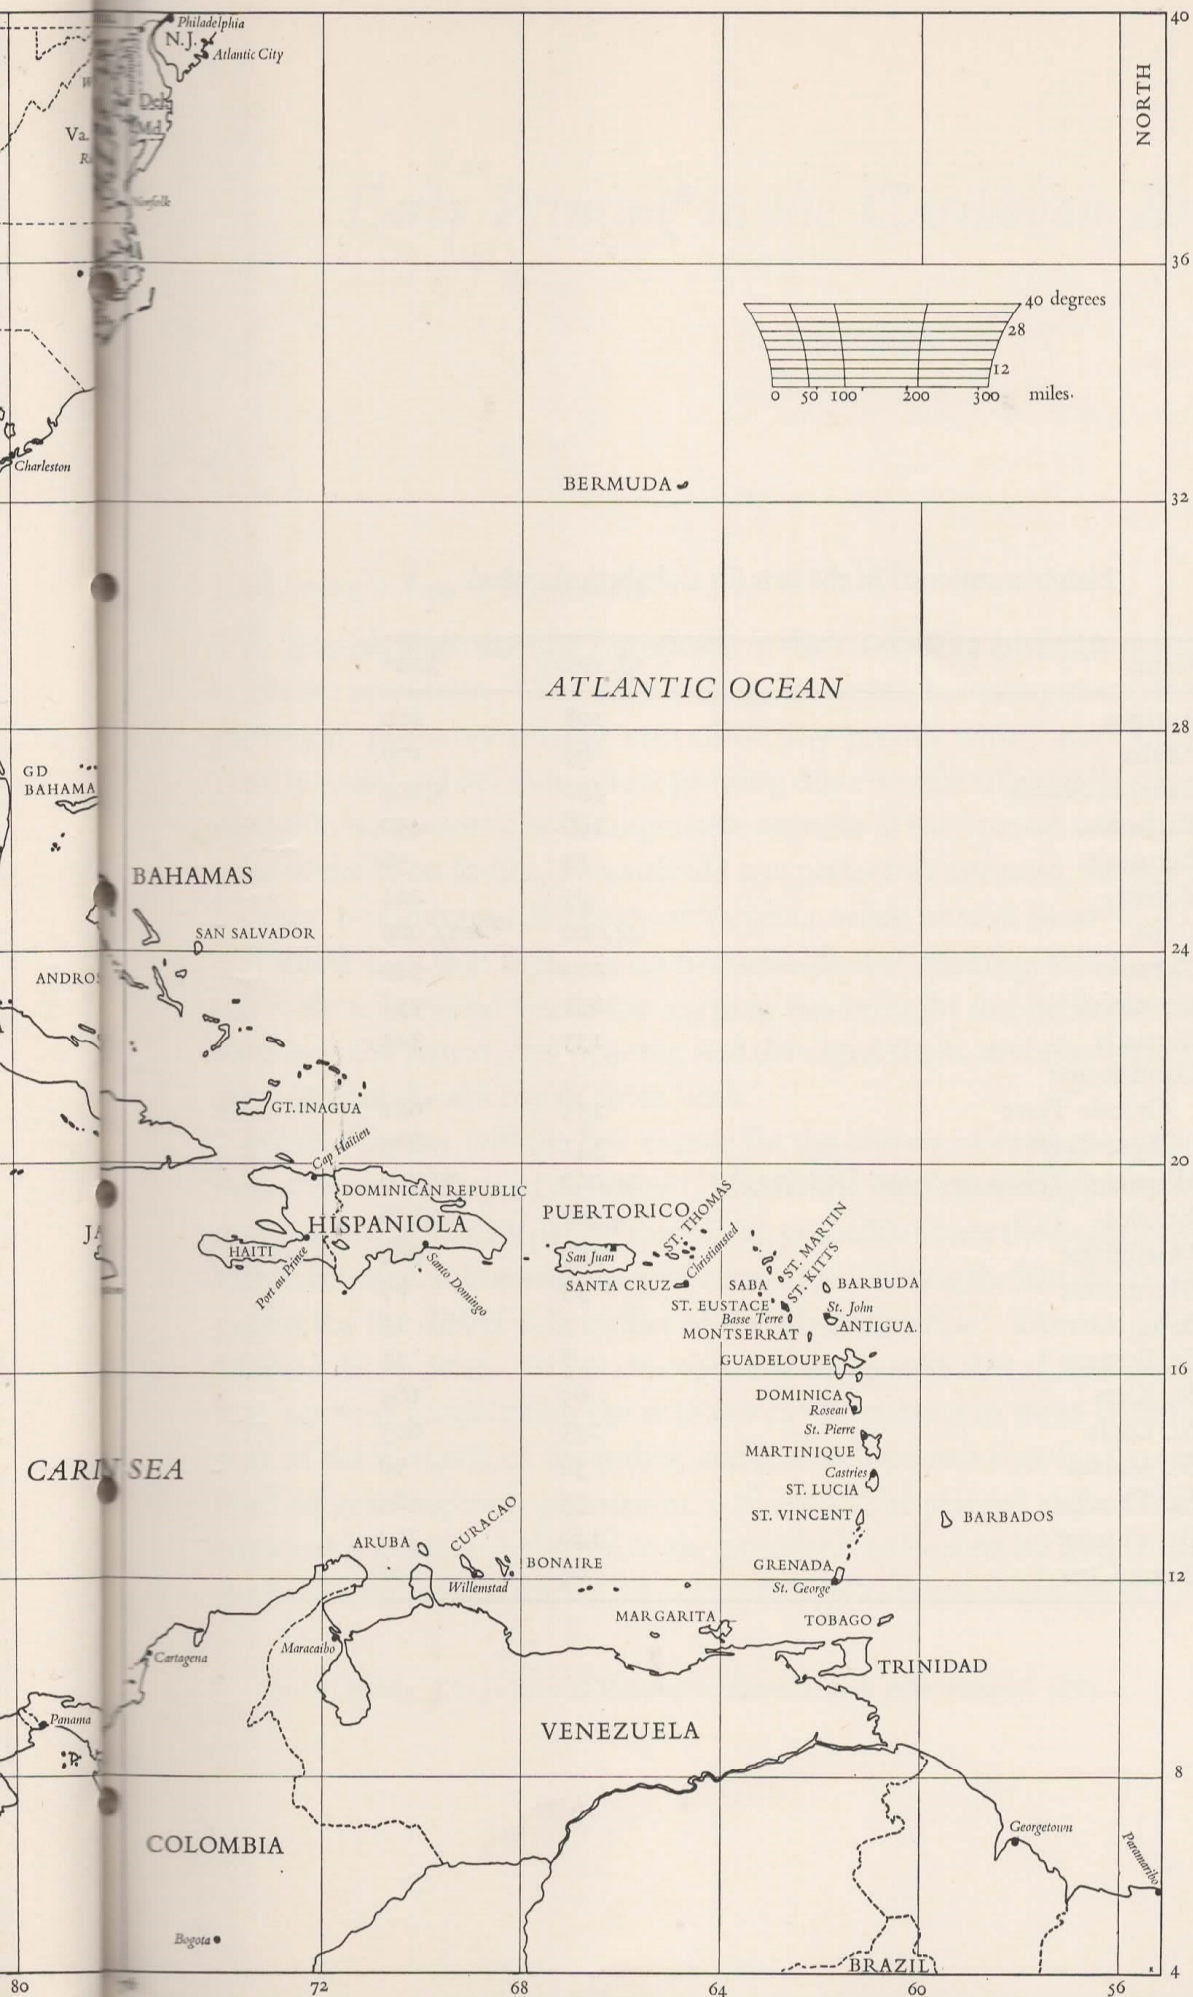 40
Philadelphia
N.J.
Atlantic City
NORTH
Del.
Md.
Va.
Norfolk
36
40 degrees
28
12
0 50 100 200 300 miles.
Charleston
BERMUDA
32
ATLANTIC OCEAN
28
GD
BAHAMA
BAHAMAS
SAN SALVADOR
24
ANDROS
GT. INAGUA
Cap Haïtien
20
DOMINICAN REPUBLIC
HISPANIOLA
HAITI
Port au Prince
Santo Domingo
JA
PUERTORICO
San Juan
ST. THOMAS
Christiansted
SANTA CRUZ
ST. MARTIN
ST. KITTS
SABA
BARBUDA
ST. EUSTACE
St. John
Basse Terre
ANTIGUA.
MONTSERRAT
GUADELOUPE
16
DOMINICA
Roseau
St. Pierre
MARTINIQUE
CARI SEA
Castries
ST. LUCIA
ST. VINCENT
BARBADOS
ARUBA
CURACAO
BONAIRE
Willemstad
GRENADA
St. George
12
MARGARITA
TOBAGO
Maracaibo
Cartagena
TRINIDAD
Panama
VENEZUELA
8
COLOMBIA
Georgetown
Paramaribo
Bogota
BRAZIL
4
80 72 68 64 60 56